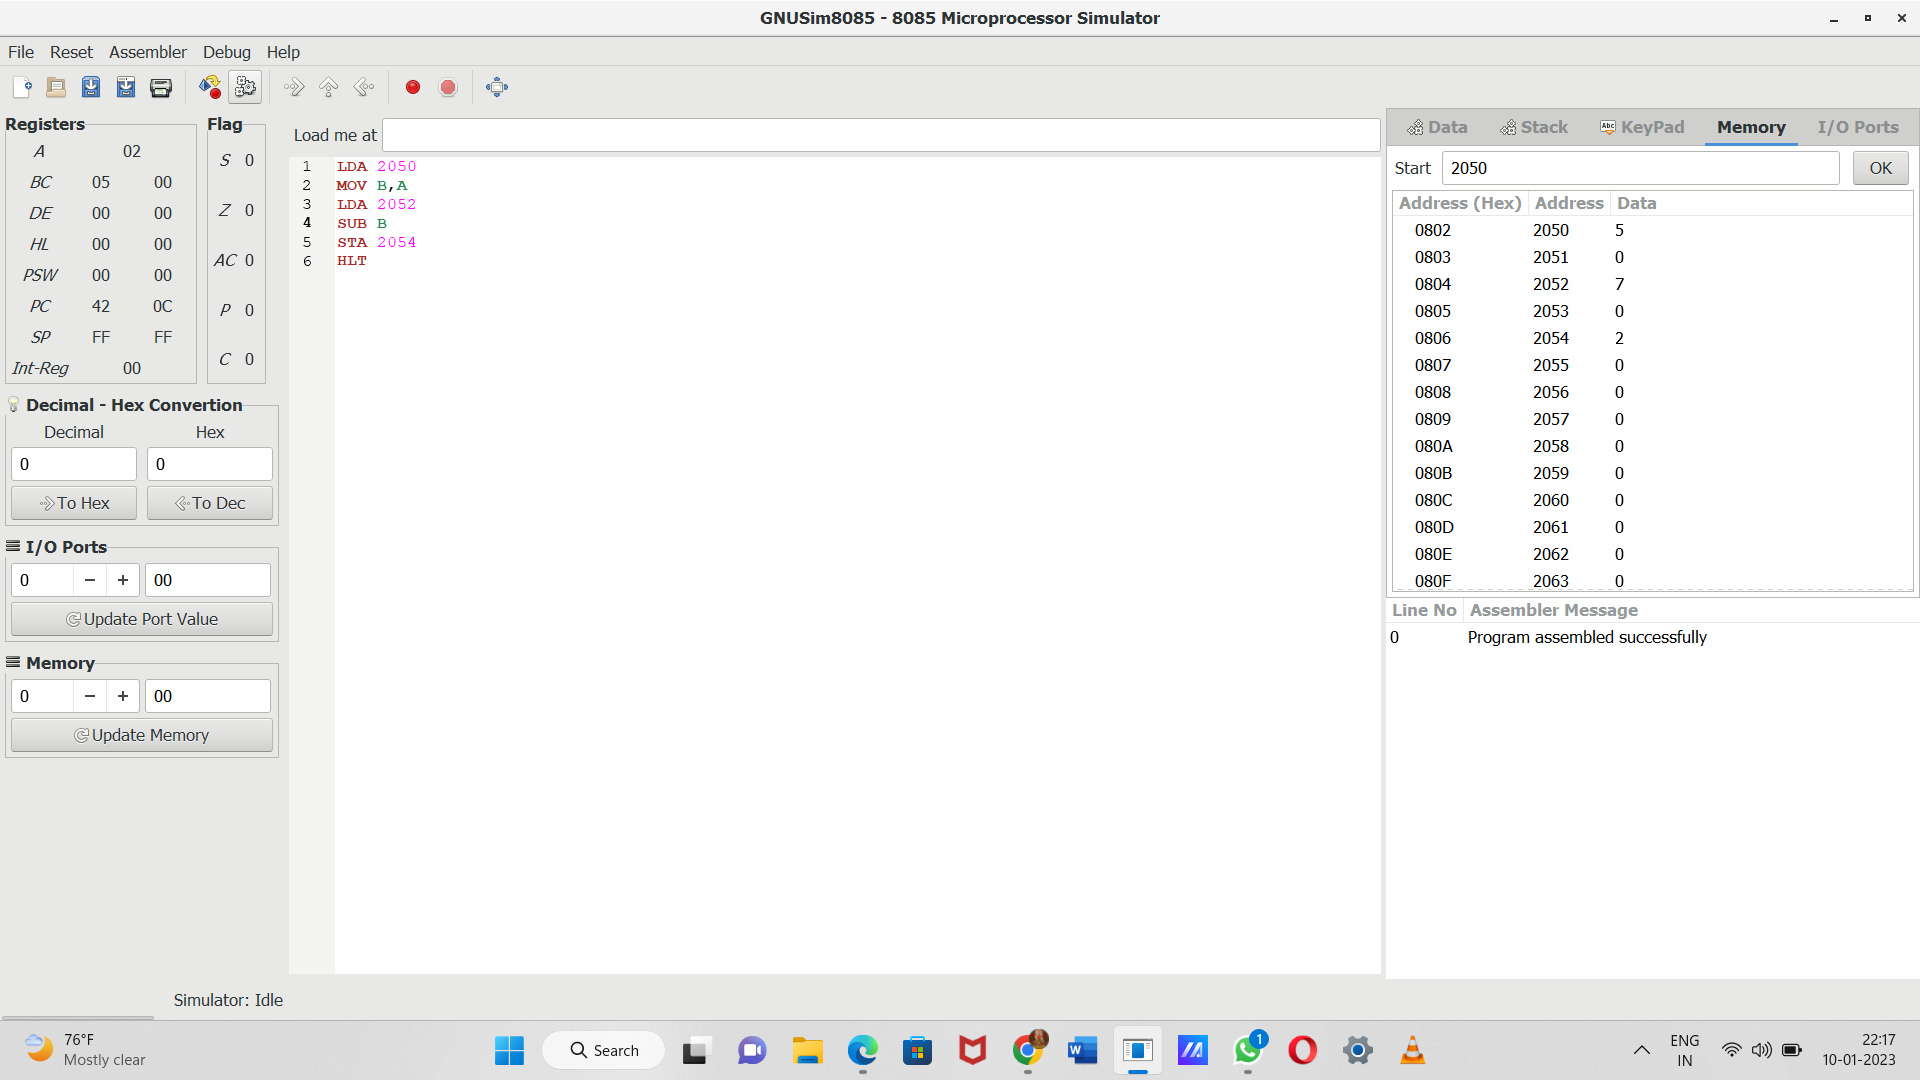 GNUSim8085 - 8085 Microprocessor Simulator
File Reset Assembler Debug Help
Registers
A 02
BC 05 00
DE 00 00
HL 00 00
PSW 00 00
PC 42 0C
SP FF FF
Int-Reg 00
Flag
S 0
Z 0
AC 0
P 0
C 0
Decimal - Hex Convertion
Decimal Hex
0 0
To Hex To Dec
I/O Ports
0 − + 00
Update Port Value
Memory
0 − + 00
Update Memory
Load me at
1 LDA 2050
2 MOV B,A
3 LDA 2052
4 SUB B
5 STA 2054
6 HLT
Data Stack Abc KeyPad Memory I/O Ports
Start 2050 OK
Address (Hex) Address Data
0802 2050 5
0803 2051 0
0804 2052 7
0805 2053 0
0806 2054 2
0807 2055 0
0808 2056 0
0809 2057 0
080A 2058 0
080B 2059 0
080C 2060 0
080D 2061 0
080E 2062 0
080F 2063 0
Line No Assembler Message
0 Program assembled successfully
Simulator: Idle
76°F
Mostly clear
Search
W
1
ENG
IN
22:17
10-01-2023